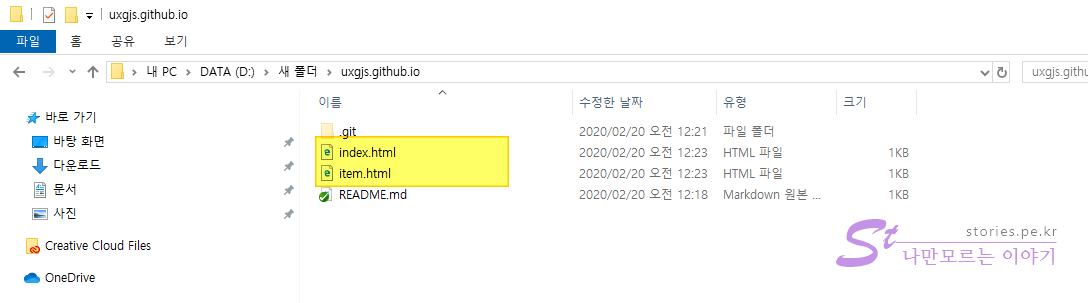 uxgjs.github.io
파일 홈 공유 보기
내 PC DATA (D:) 새 폴더 uxgjs.github.io uxgjs.github.io
이름 수정한 날짜 유형 크기
바로 가기
바탕 화면
다운로드
문서
사진
Creative Cloud Files
OneDrive
.git 2020/02/20 오전 12:21 파일 폴더
index.html 2020/02/20 오전 12:23 HTML 파일 1KB
item.html 2020/02/20 오전 12:23 HTML 파일 1KB
README.md 2020/02/20 오전 12:18 Markdown 원본 ... 1KB
St stories.pe.kr
나만모르는 이야기